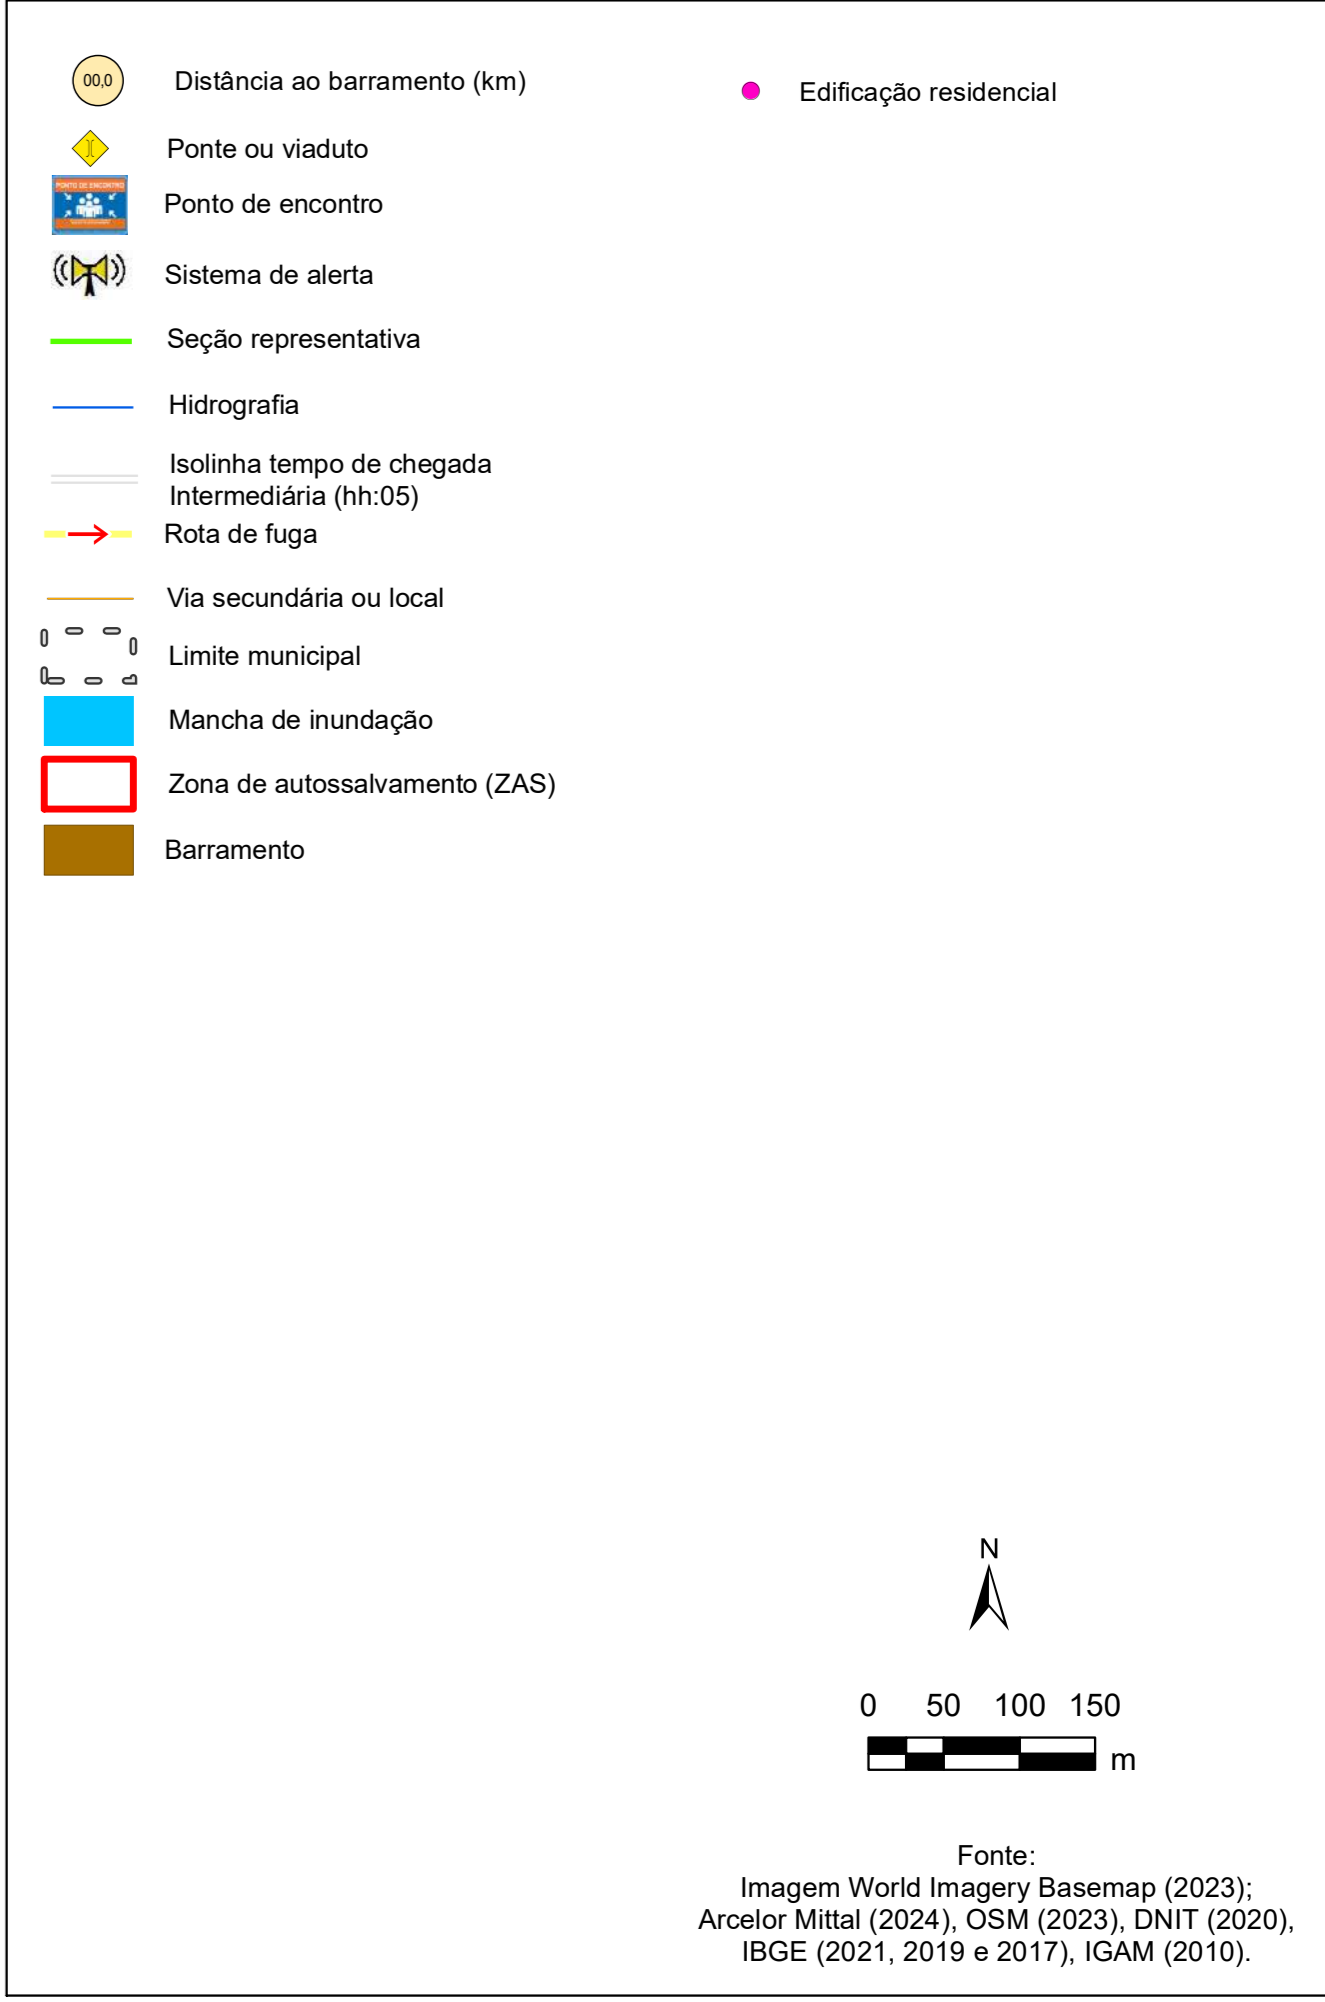 00,0
Distância ao barramento (km)
Edificação residencial
Ponte ou viaduto
PONTO DE ENCONTRO
Ponto de encontro
Sistema de alerta
Seção representativa
Hidrografia
Isolinha tempo de chegada
Intermediária (hh:05)
Rota de fuga
Via secundária ou local
Limite municipal
Mancha de inundação
Zona de autossalvamento (ZAS)
Barramento
N
0 50 100 150
m
Fonte:
Imagem World Imagery Basemap (2023);
Arcelor Mittal (2024), OSM (2023), DNIT (2020),
IBGE (2021, 2019 e 2017), IGAM (2010).